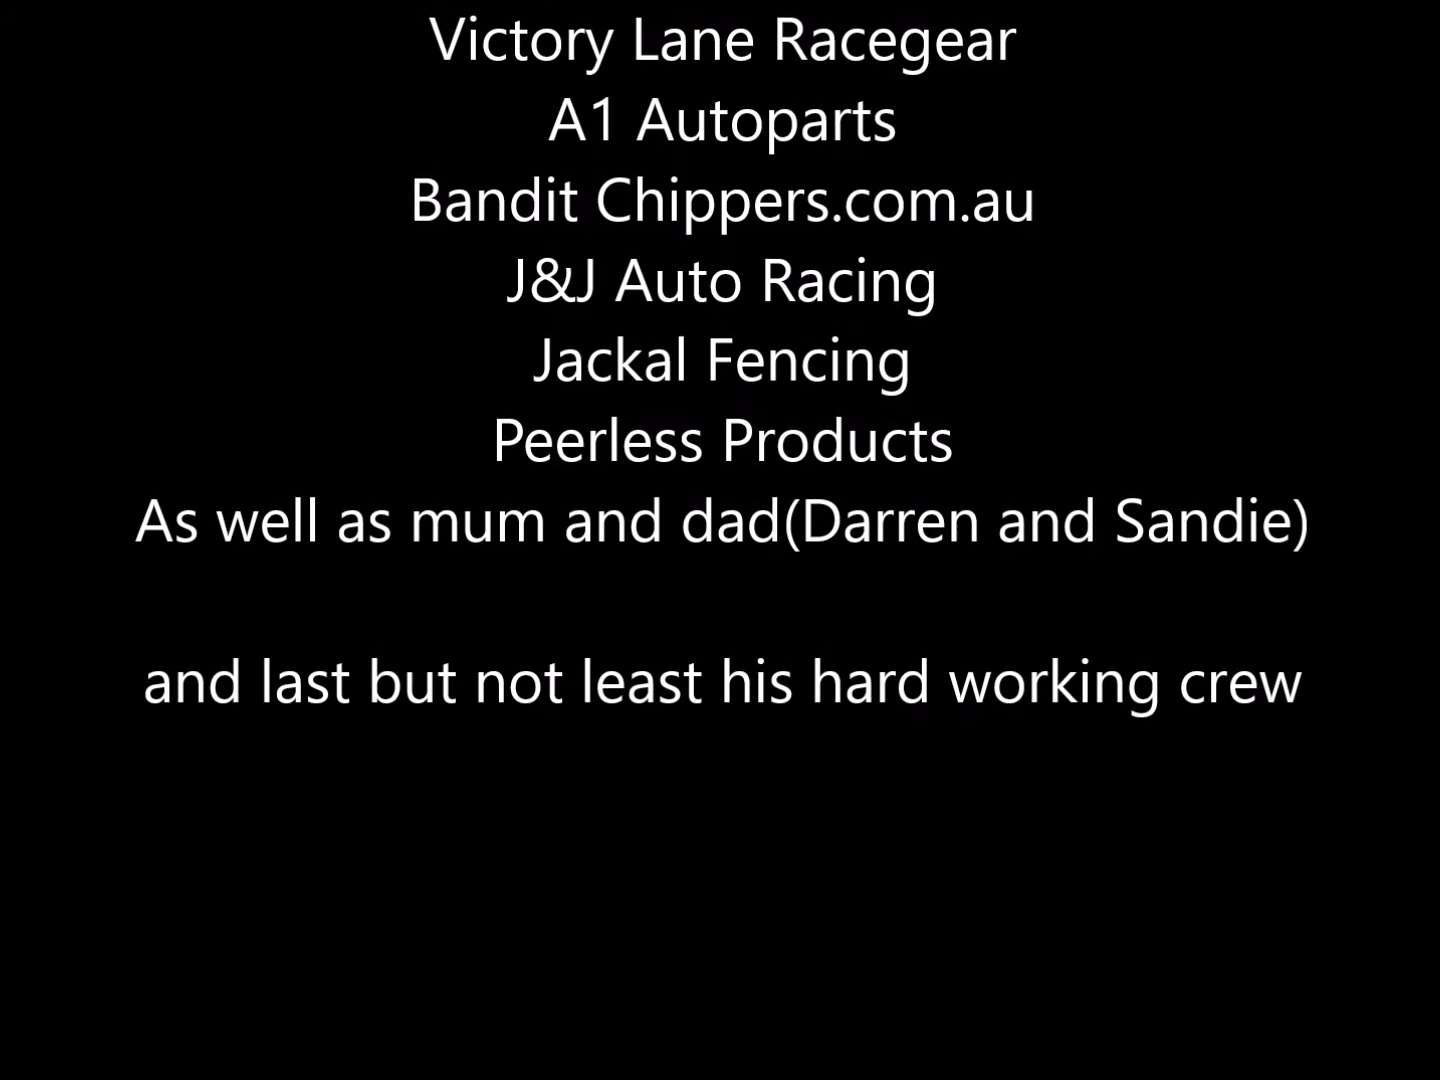 Victory Lane Racegear
A1 Autoparts
Bandit Chippers.com.au
J&J Auto Racing
Jackal Fencing
Peerless Products
As well as mum and dad(Darren and Sandie)
and last but not least his hard working crew